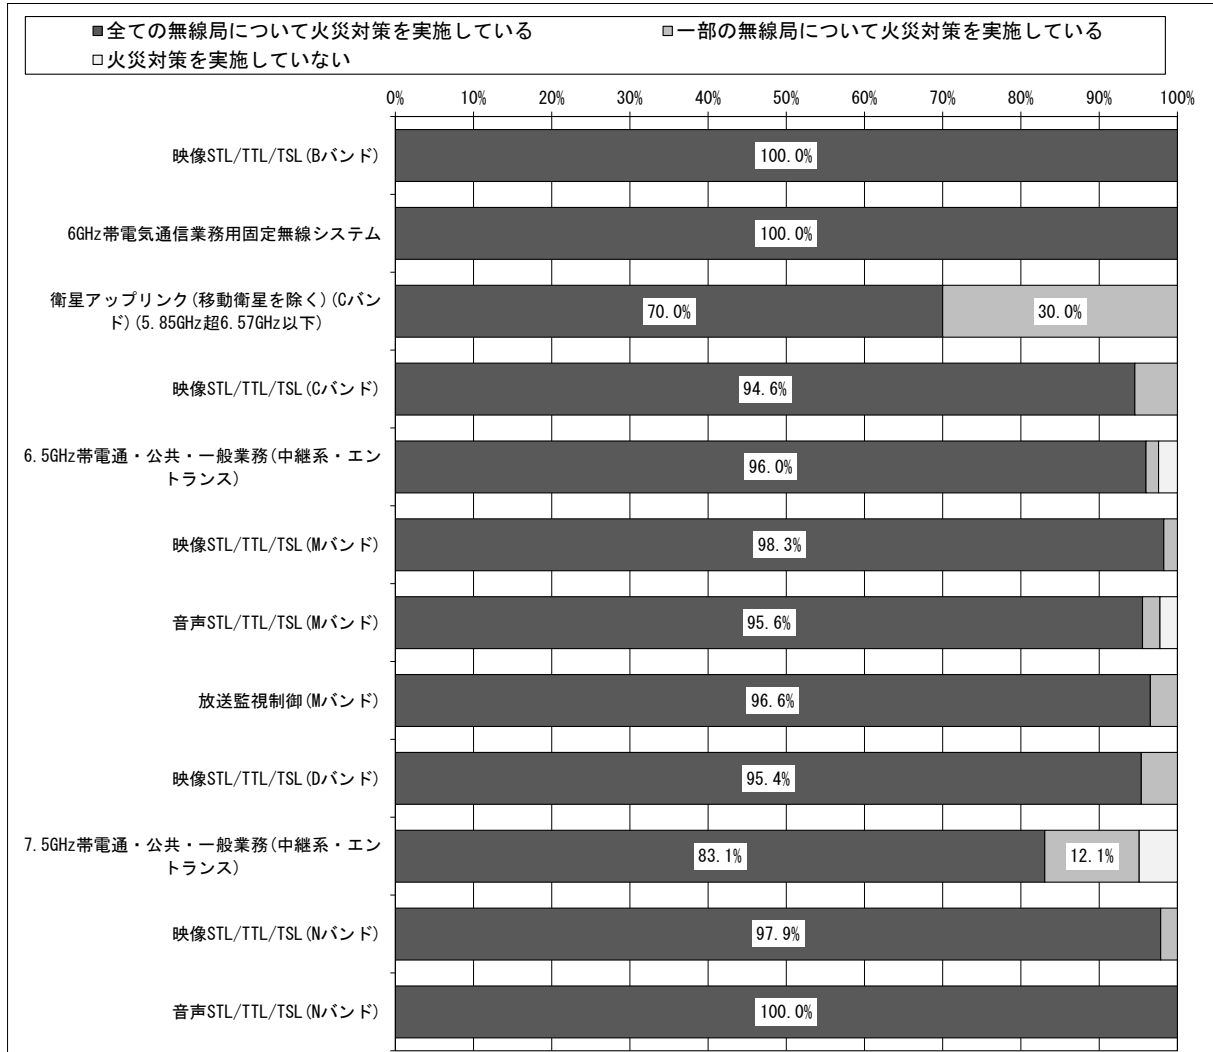 ■全ての無線局について火災対策を実施している ■一部の無線局について火災対策を実施している
□火災対策を実施していない
0% 10% 20% 30% 40% 50% 60% 70% 80% 90% 100%
映像STL/TTL/TSL(Bバンド) 100.0%
6GHz帯電気通信業務用固定無線システム 100.0%
衛星アップリンク(移動衛星を除く)(Cバン
ド)(5.85GHz超6.57GHz以下) 70.0% 30.0%
映像STL/TTL/TSL(Cバンド) 94.6%
6.5GHz帯電通・公共・一般業務(中継系・エン
トランス) 96.0%
映像STL/TTL/TSL(Mバンド) 98.3%
音声STL/TTL/TSL(Mバンド) 95.6%
放送監視制御(Mバンド) 96.6%
映像STL/TTL/TSL(Dバンド) 95.4%
7.5GHz帯電通・公共・一般業務(中継系・エン
トランス) 83.1% 12.1%
映像STL/TTL/TSL(Nバンド) 97.9%
音声STL/TTL/TSL(Nバンド) 100.0%